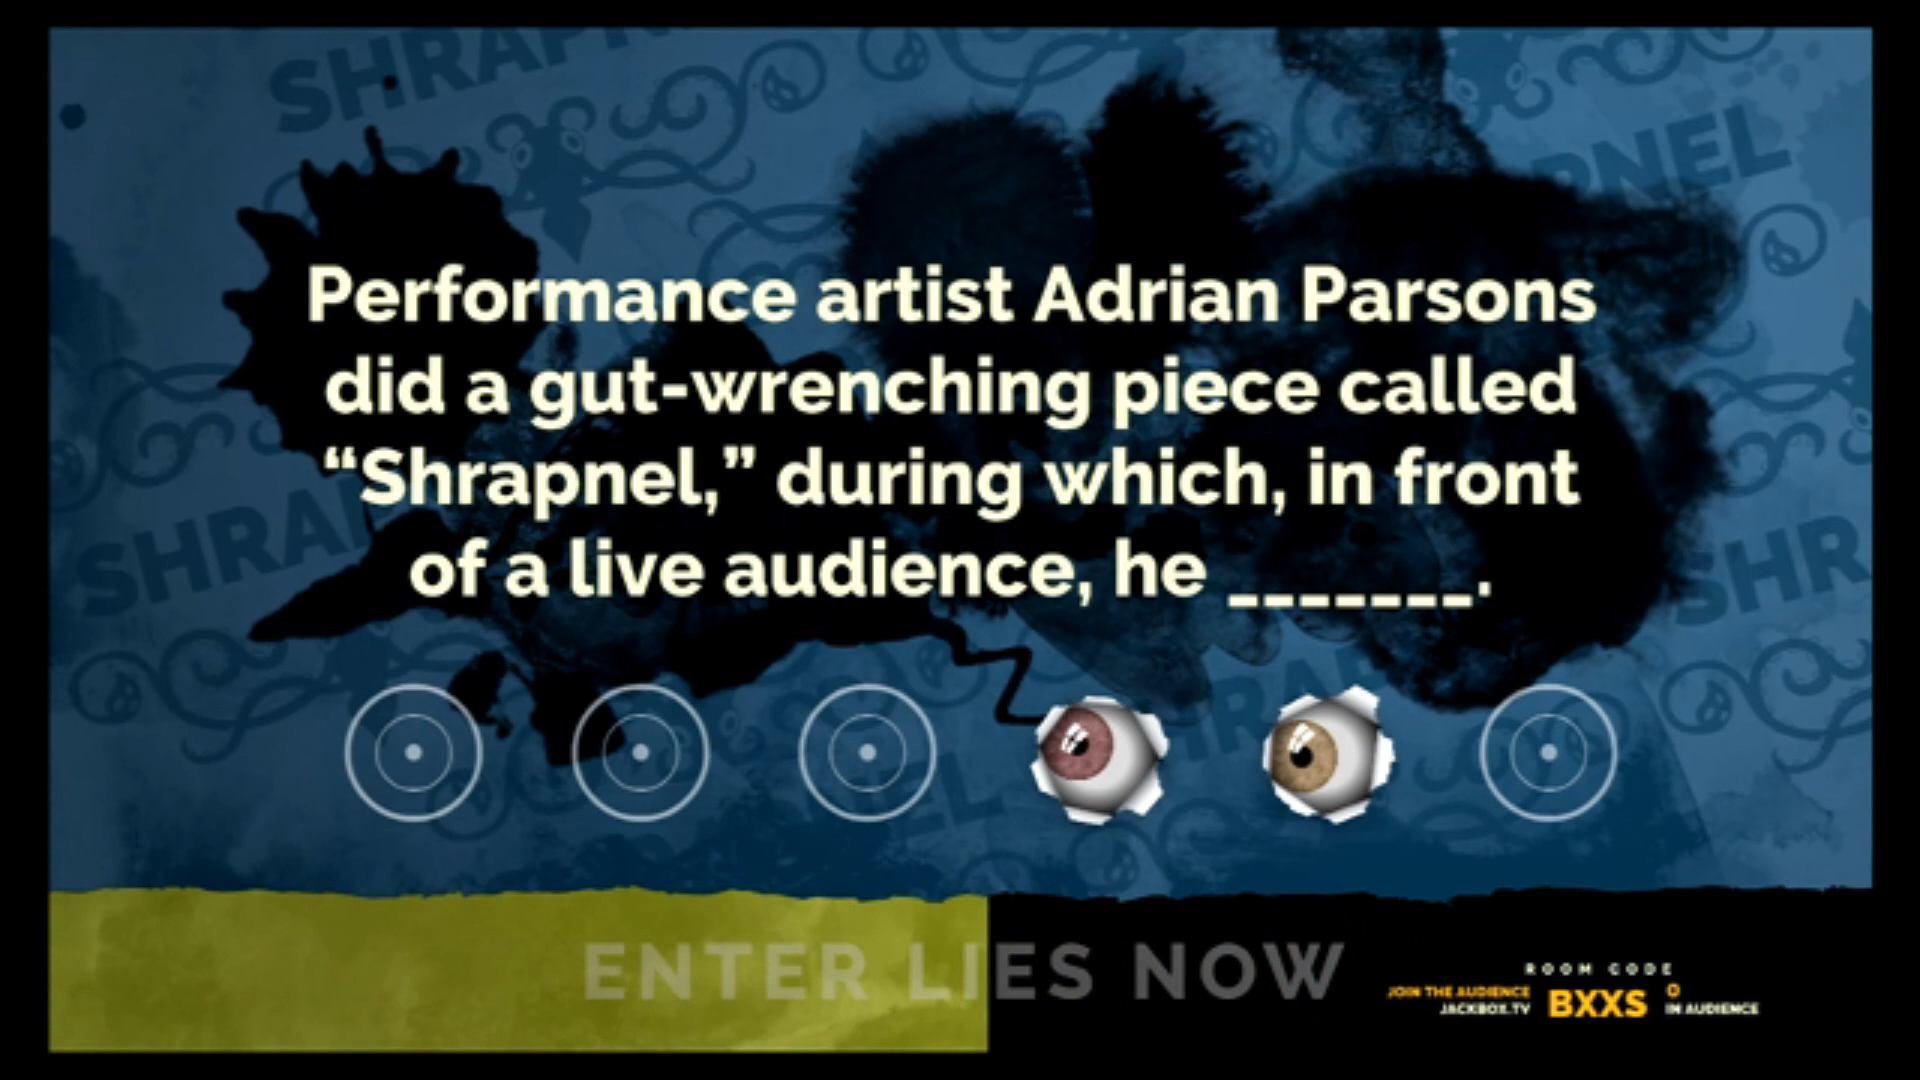 SHRAPNEL
Performance artist Adrian Parsons
did a gut-wrenching piece called
“Shrapnel,” during which, in front
of a live audience, he _______.
ENTER LIES NOW
ROOM CODE
JOIN THE AUDIENCE
JACKBOX.TV
BXXS
0
IN AUDIENCE